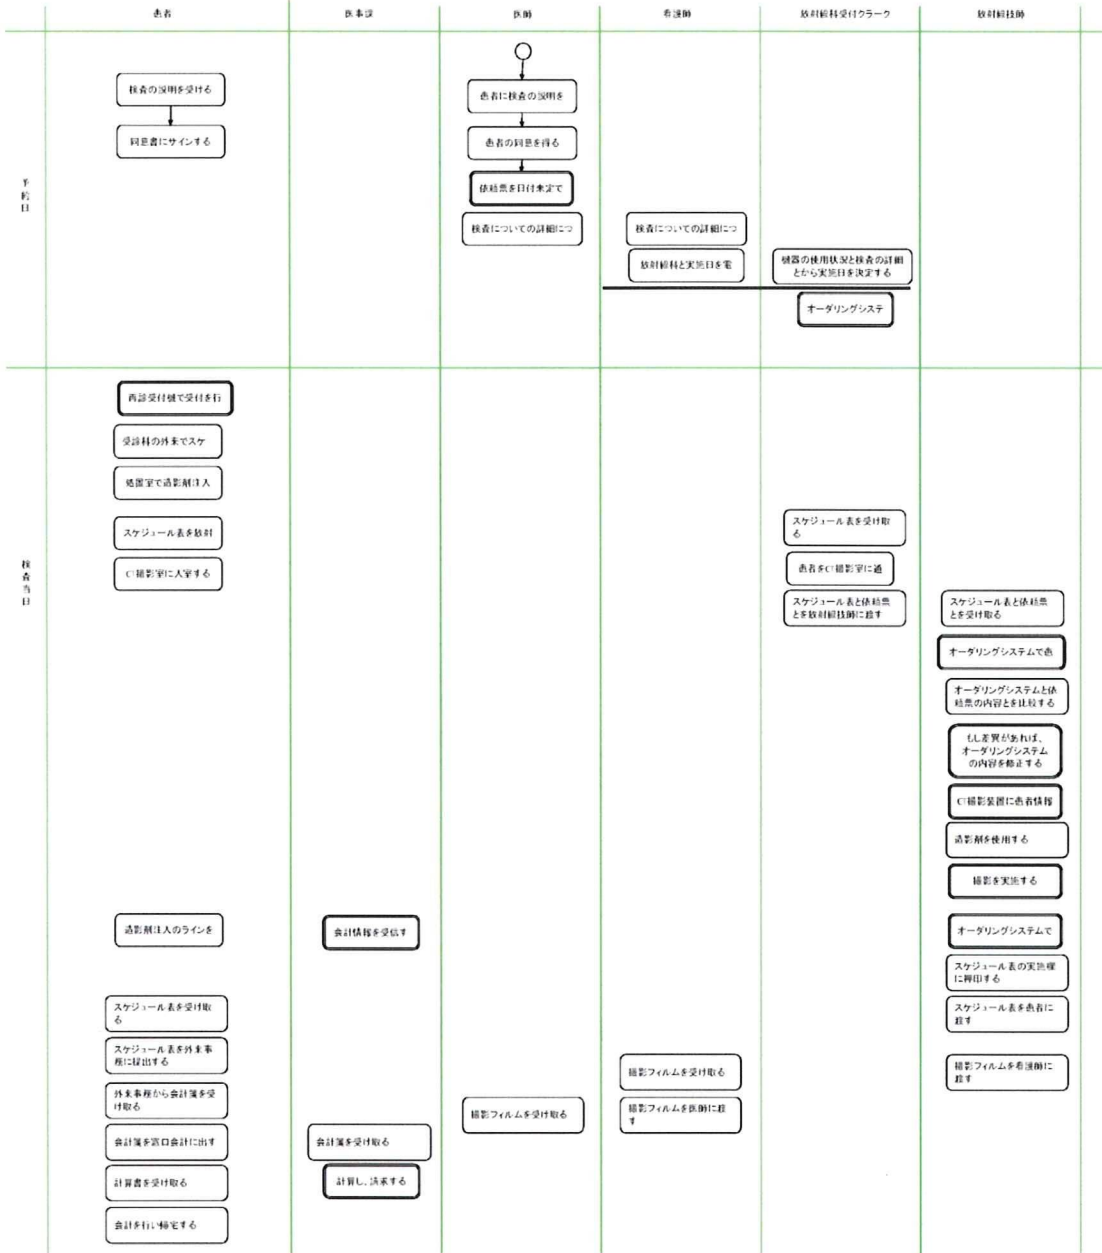 患者
医事課
医師
看護師
放射線科受付クラーク
放射線技師
予約日
検査の説明を受ける
患者に検査の説明を
同意書にサインする
患者の同意を得る
依頼票を日付未定で
検査についての詳細につ
検査についての詳細につ
放射線科と実施日を電
機器の使用状況と検査の詳細
とから実施日を決定する
オーダリングシステ
検査当日
再診受付機で受付を行
受診科の外来でスケ
処置室で造影剤注入
スケジュール表を放射
CT撮影室に入室する
スケジュール表を受け取
る
患者をCT撮影室に通
スケジュール表と依頼票
とを放射線技師に渡す
スケジュール表と依頼票
とを受け取る
オーダリングシステムで患
オーダリングシステムと依
頼票の内容とを比較する
もし差異があれば、
オーダリングシステム
の内容を修正する
CT撮影装置に患者情報
造影剤を使用する
撮影を実施する
造影剤注入のラインを
会計情報を受信す
オーダリングシステムで
スケジュール表の実施欄
に押印する
スケジュール表を受け取
る
スケジュール表を患者に
渡す
スケジュール表を外来事
務に提出する
撮影フィルムを受け取る
撮影フィルムを看護師に
渡す
外来事務から会計箋を受
け取る
撮影フィルムを受け取る
撮影フィルムを医師に渡
す
会計箋を窓口会計に出す
会計箋を受け取る
計算書を受け取る
計算し、請求する
会計を行い帰宅する